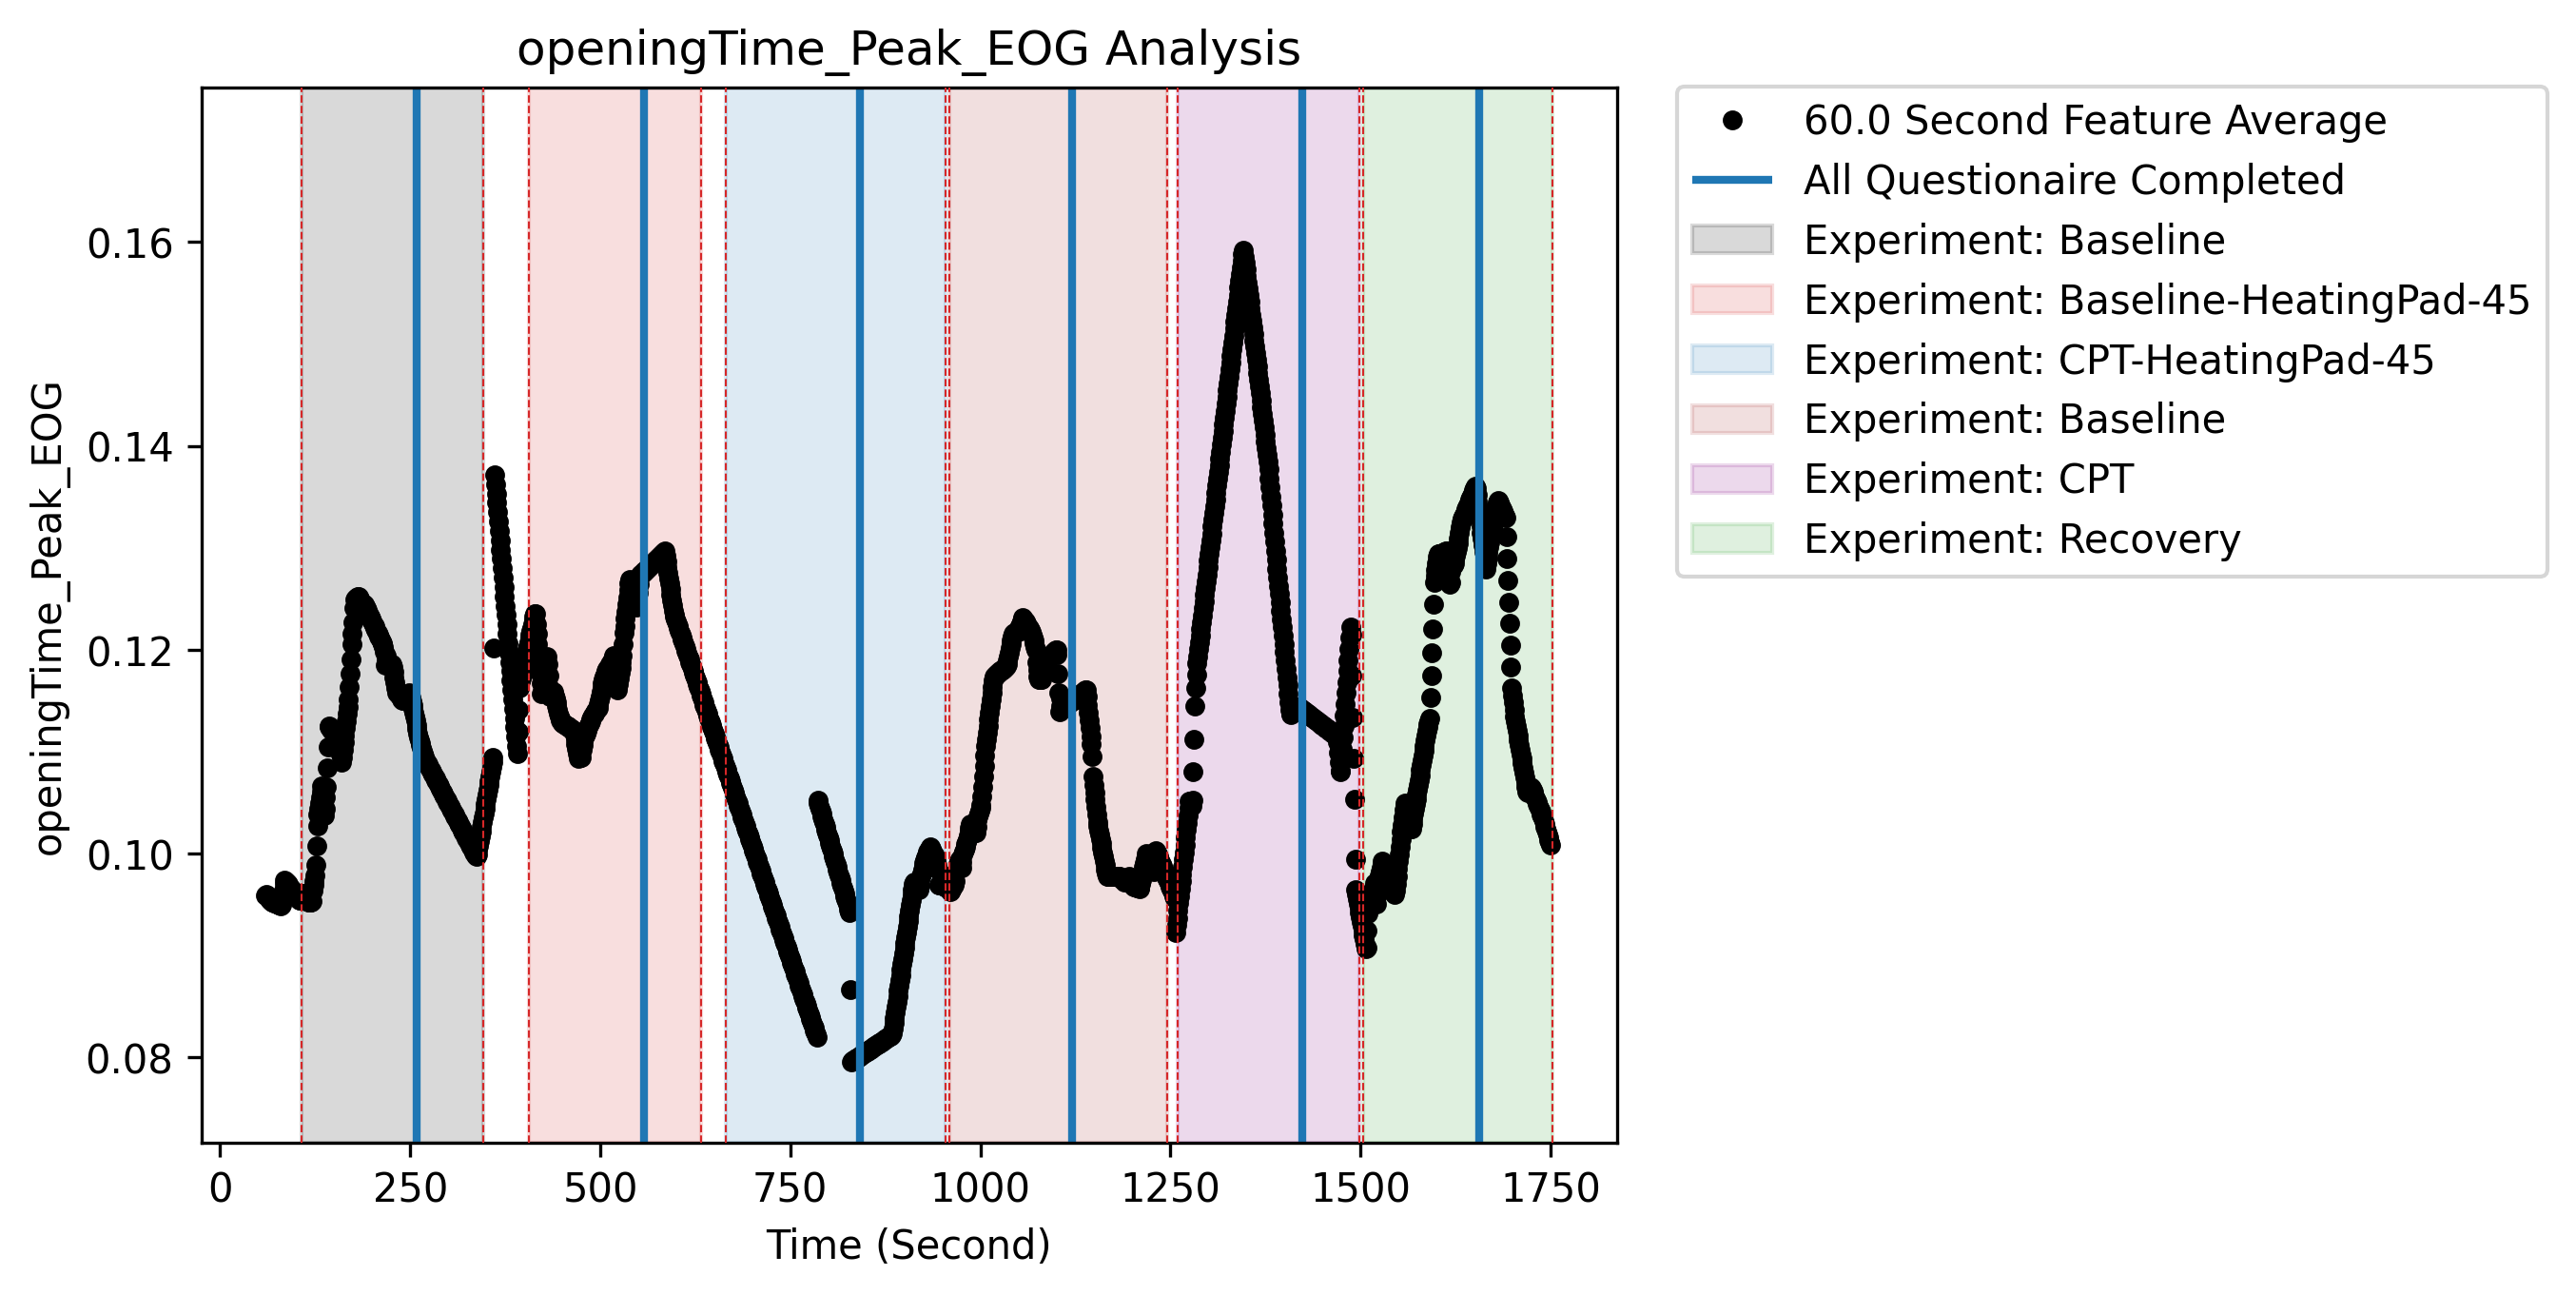 openingTime_Peak_EOG Analysis
openingTime_Peak_EOG
0.16
0.14
0.12
0.10
0.08
0 250 500 750 1000 1250 1500 1750
Time (Second)
60.0 Second Feature Average
All Questionaire Completed
Experiment: Baseline
Experiment: Baseline-HeatingPad-45
Experiment: CPT-HeatingPad-45
Experiment: Baseline
Experiment: CPT
Experiment: Recovery